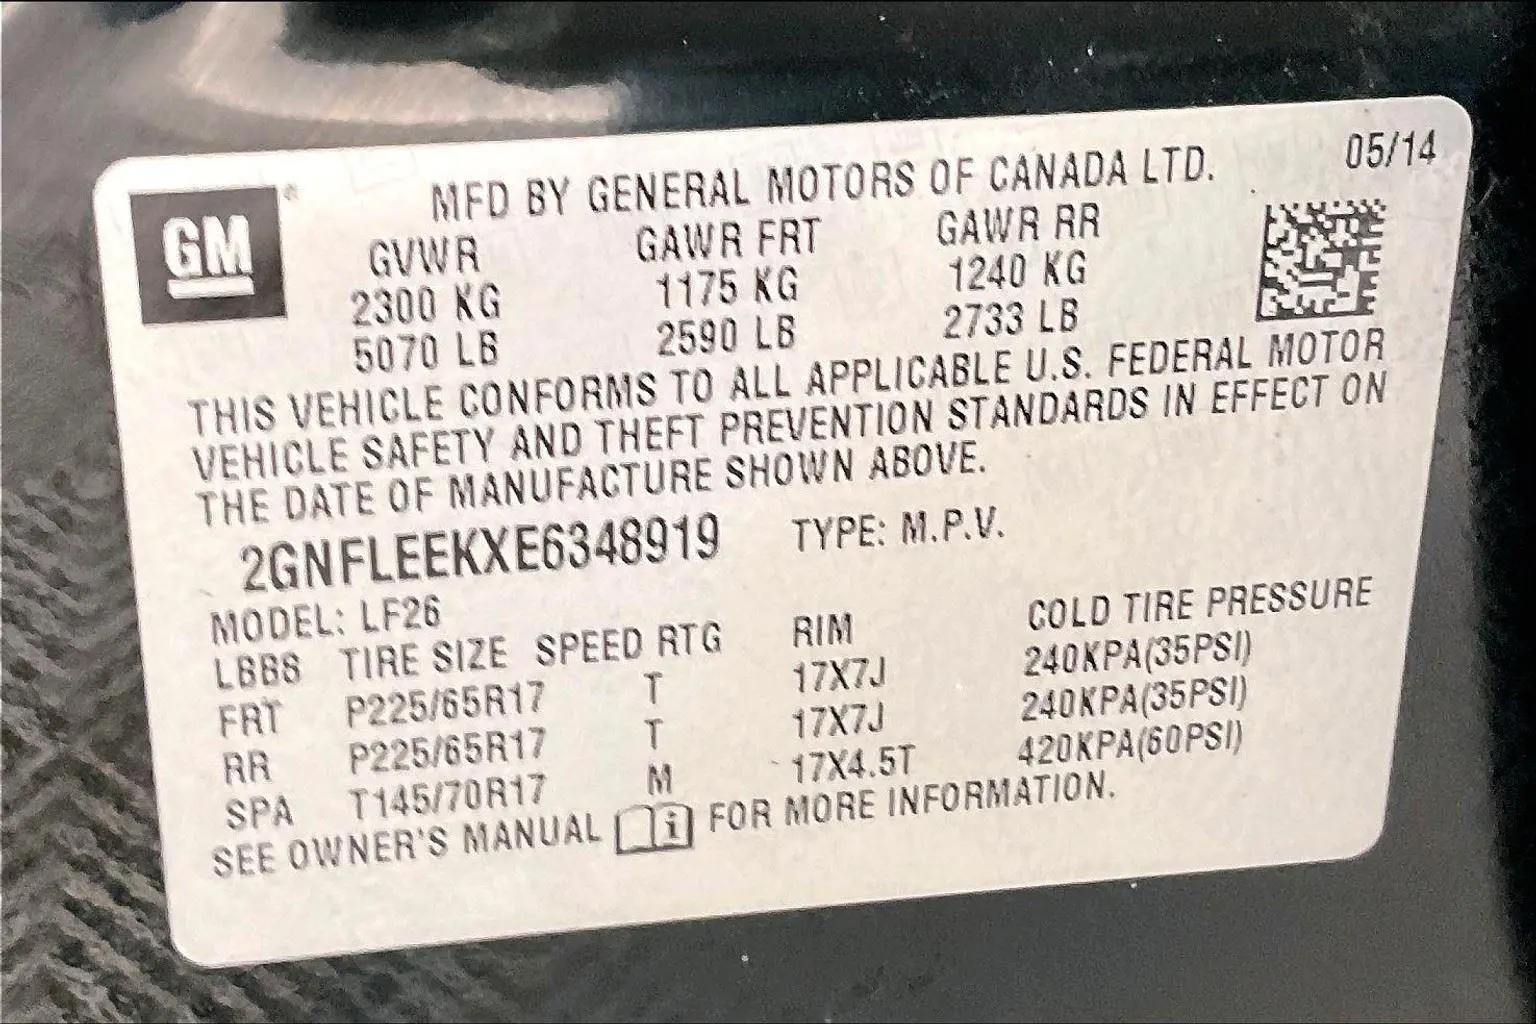 05/14
MFD BY GENERAL MOTORS OF CANADA LTD.
GM
GVWR GAWR FRT GAWR RR
2300 KG 1175 KG 1240 KG
5070 LB 2590 LB 2733 LB
THIS VEHICLE CONFORMS TO ALL APPLICABLE U.S. FEDERAL MOTOR
VEHICLE SAFETY AND THEFT PREVENTION STANDARDS IN EFFECT ON
THE DATE OF MANUFACTURE SHOWN ABOVE.
2GNFLEEKXE6348919 TYPE: M.P.V.
MODEL: LF26
LBBS TIRE SIZE SPEED RTG RIM COLD TIRE PRESSURE
FRT P225/65R17 T 17X7J 240KPA(35PSI)
RR P225/65R17 T 17X7J 240KPA(35PSI)
SPA T145/70R17 M 17X4.5T 420KPA(60PSI)
SEE OWNER'S MANUAL i FOR MORE INFORMATION.